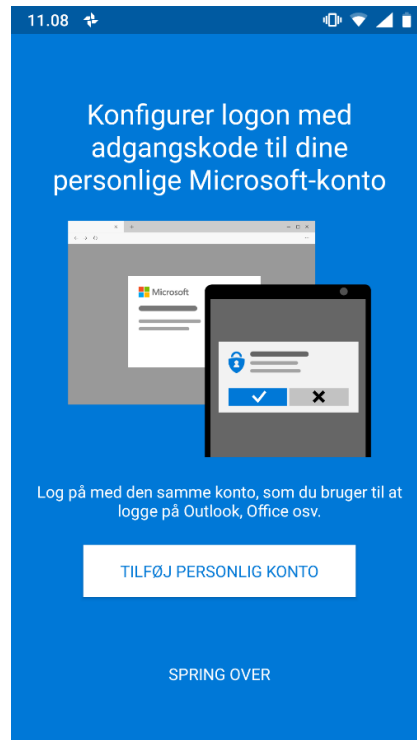 11.08
Konfigurer logon med
adgangskode til dine
personlige Microsoft-konto
Microsoft
Log på med den samme konto, som du bruger til at
logge på Outlook, Office osv.
TILFØJ PERSONLIG KONTO
SPRING OVER